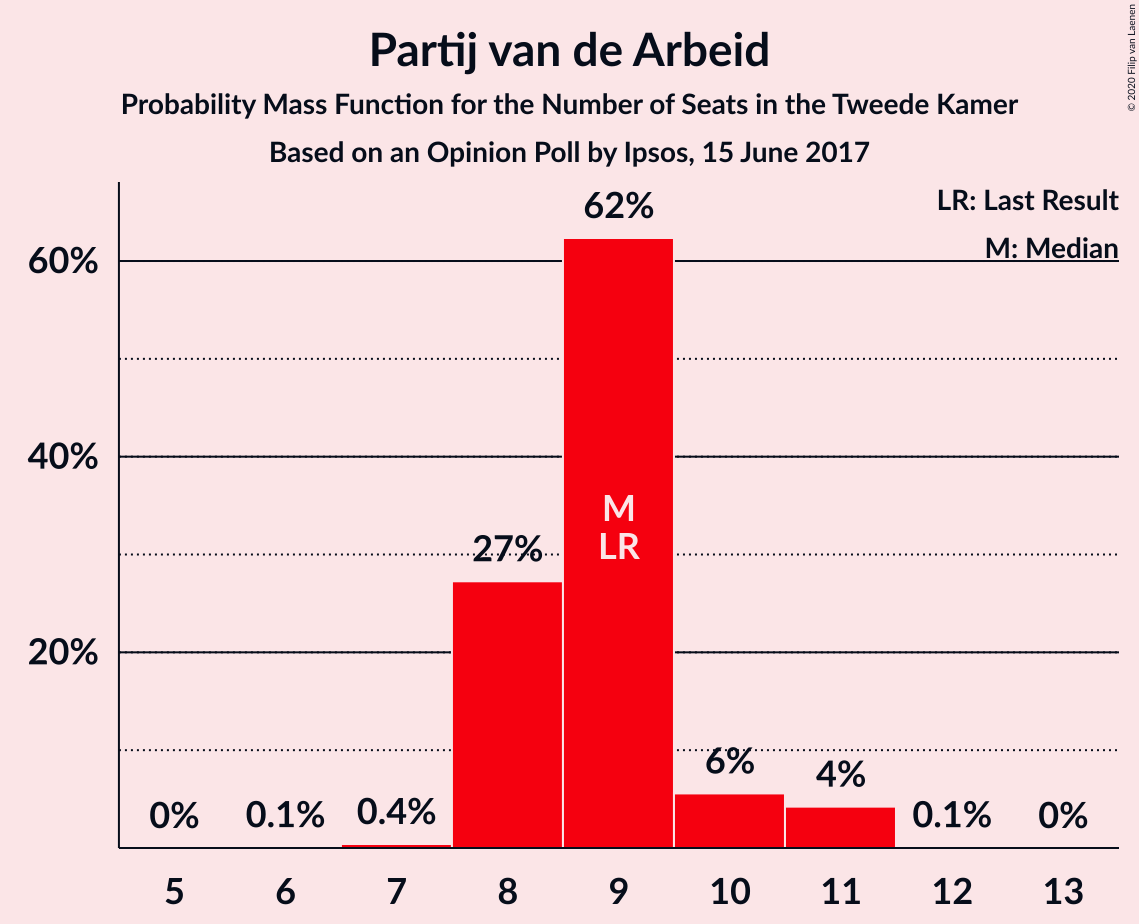 Partij van de Arbeid
Probability Mass Function for the Number of Seats in the Tweede Kamer
Based on an Opinion Poll by Ipsos, 15 June 2017
© 2020 Filip van Laenen
LR: Last Result
M: Median
60%
40%
20%
0%
0.1%
0.4%
27%
62%
M
LR
6%
4%
0.1%
0%
5 6 7 8 9 10 11 12 13